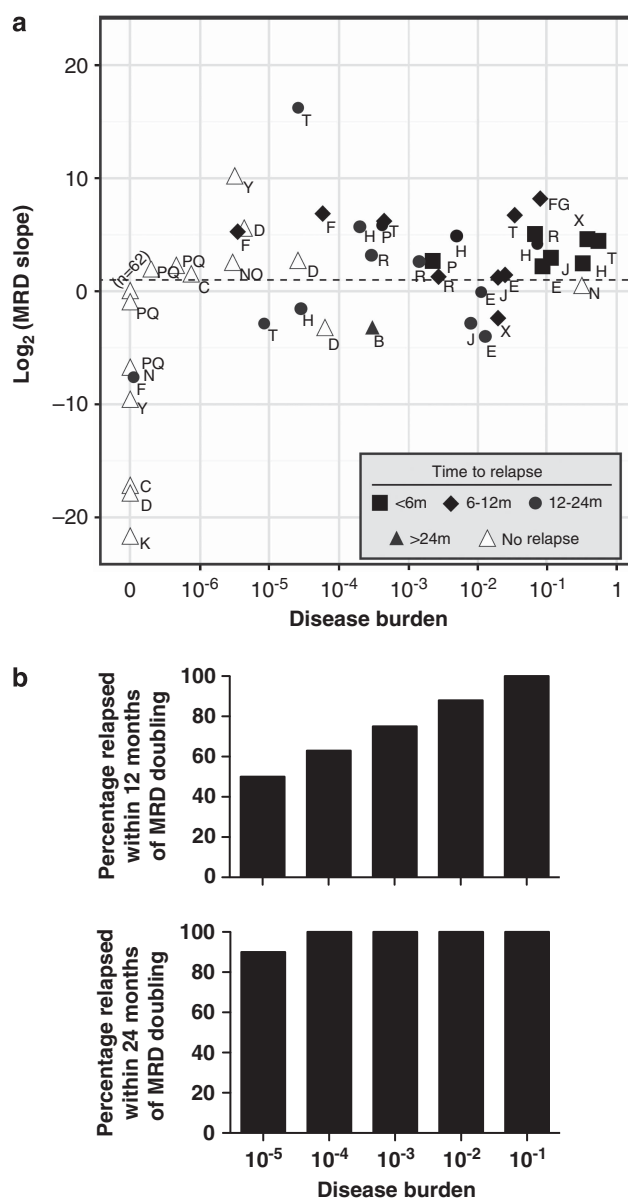 a
20
10
0
−10
−20
Log2 (MRD slope)
T
Y
FG
D
F
F
H
P
T
H
T
H
R
X
T
(n=62)
PQ
PQ
C
NO
D
R
R
P
R
J
E
H
E
J
H
N
PQ
T
H
D
B
E
J
E
X
PQ
N
F
Y
C
D
K
Time to relapse
<6m
6-12m
12-24m
>24m
No relapse
0
10-6
10-5
10-4
10-3
10-2
10-1
1
Disease burden
b
Percentage relapsed
within 12 months
of MRD doubling
100
80
60
40
20
0
Percentage relapsed
within 24 months
of MRD doubling
100
80
60
40
20
0
10-5
10-4
10-3
10-2
10-1
Disease burden